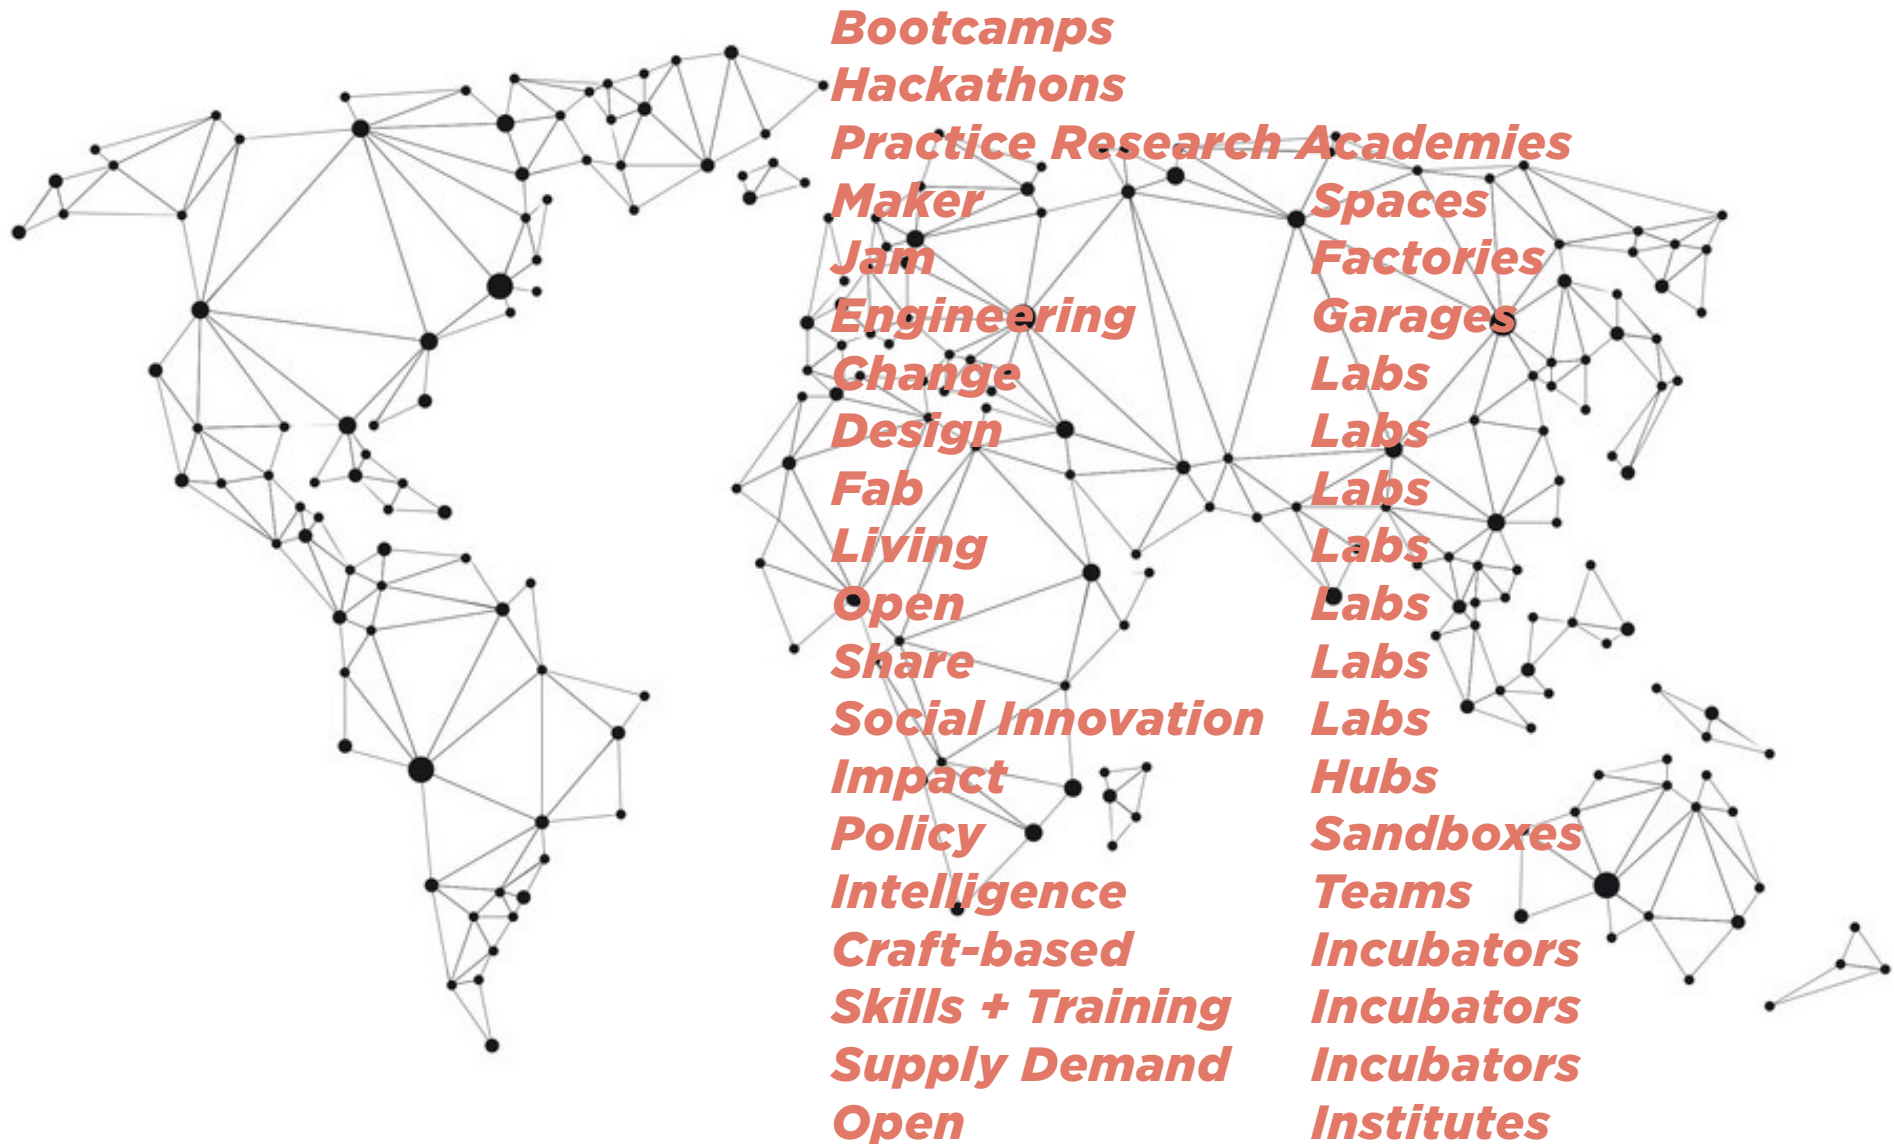 Bootcamps
Hackathons
Practice Research Academies
Maker Spaces
Jam Factories
Engineering Garages
Change Labs
Design Labs
Fab Labs
Living Labs
Open Labs
Share Labs
Social Innovation Labs
Impact Hubs
Policy Sandboxes
Intelligence Teams
Craft-based Incubators
Skills + Training Incubators
Supply Demand Incubators
Open Institutes